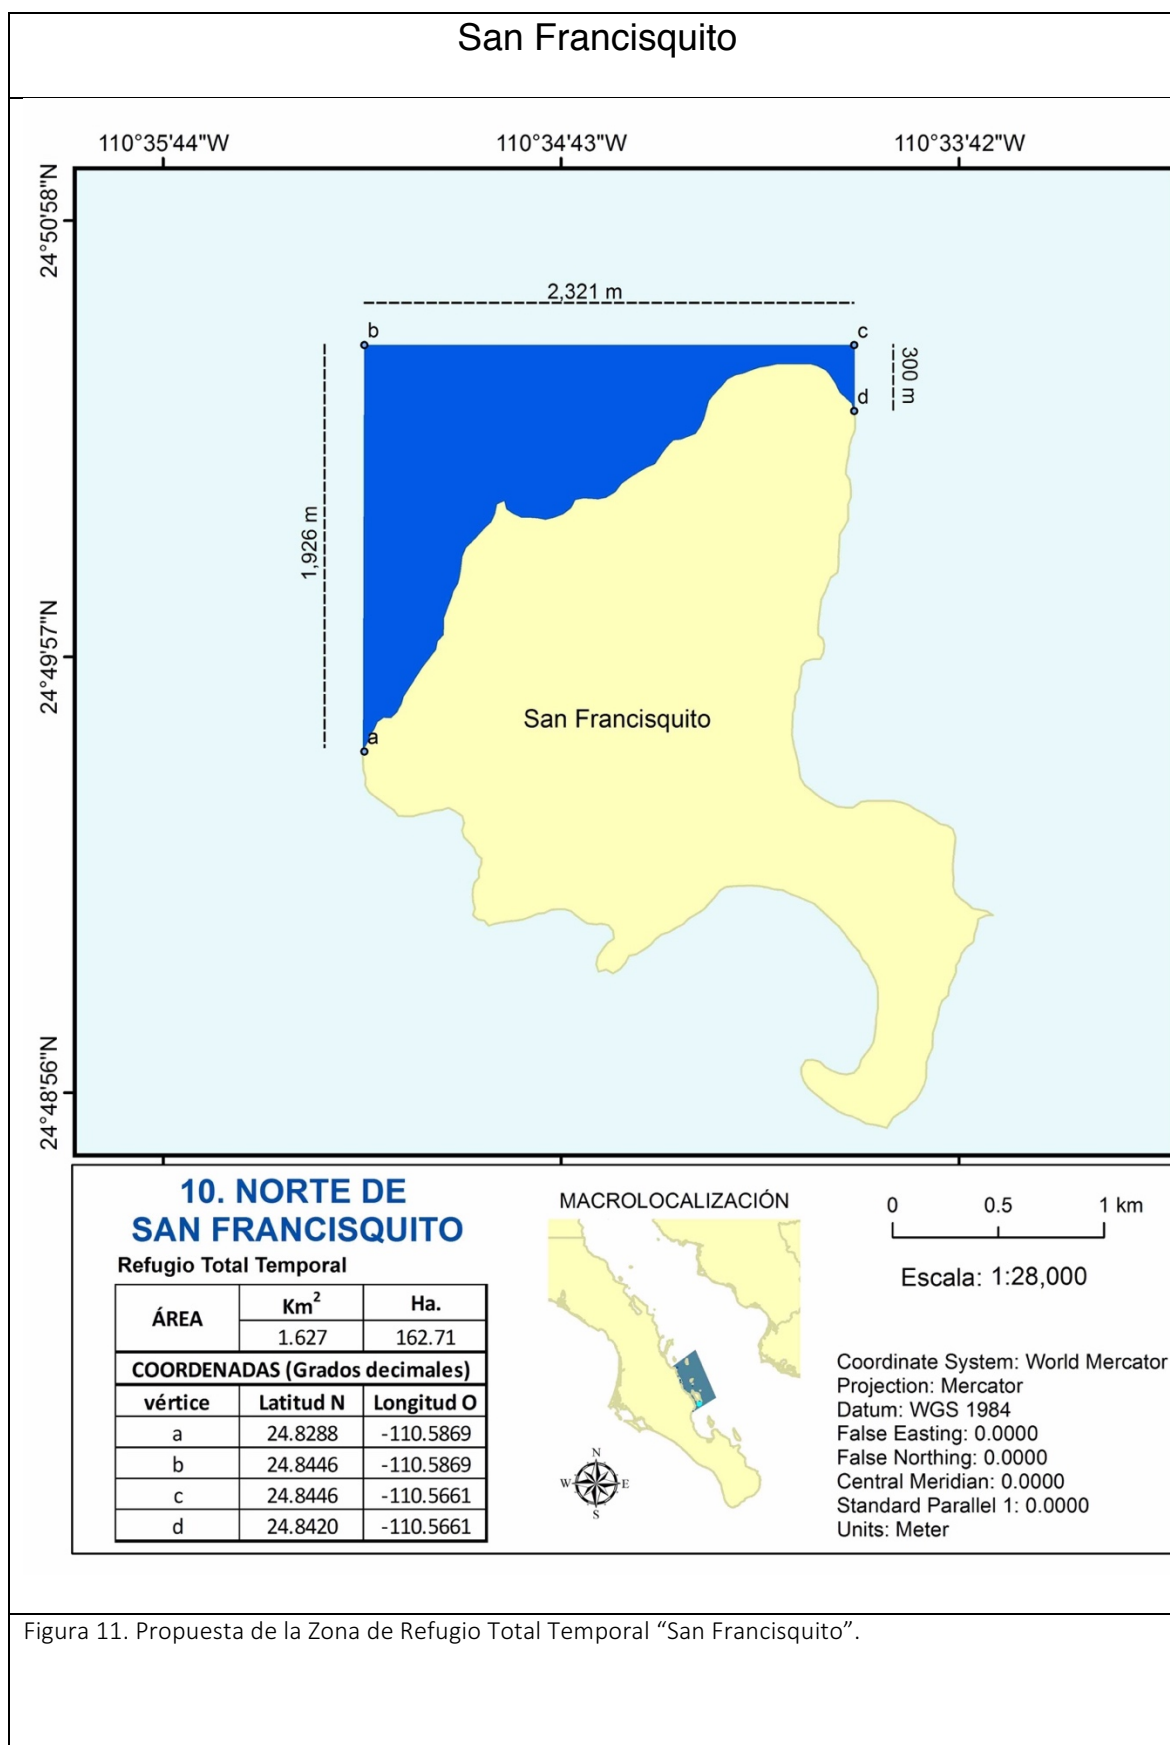 San Francisquito
110°35'44"W 110°34'43"W 110°33'42"W
24°50'58"N
24°49'57"N
24°48'56"N
2,321 m
b c
300 m
d
1,926 m
San Francisquito
a
10. NORTE DE
SAN FRANCISQUITO
Refugio Total Temporal
ÁREA Km² Ha.
1.627 162.71
COORDENADAS (Grados decimales)
vértice Latitud N Longitud O
a 24.8288 -110.5869
b 24.8446 -110.5869
c 24.8446 -110.5661
d 24.8420 -110.5661
MACROLOCALIZACIÓN
N
W E
S
0 0.5 1 km
Escala: 1:28,000
Coordinate System: World Mercator
Projection: Mercator
Datum: WGS 1984
False Easting: 0.0000
False Northing: 0.0000
Central Meridian: 0.0000
Standard Parallel 1: 0.0000
Units: Meter
Figura 11. Propuesta de la Zona de Refugio Total Temporal “San Francisquito”.